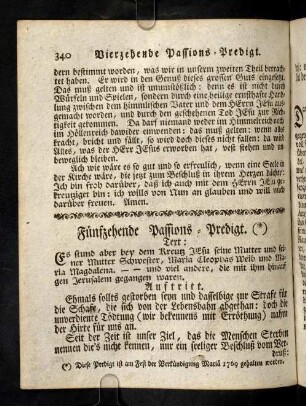 340 Vierzehende Passions-Predigt.
dern bestimmt worden, was wir in unserm zweiten Theil betrach-
tet haben. Er wird in den Genuß dieses grossen Guts eingesetzt.
Das muß gelten und ist unumstößlich: denn es ist nicht durch
Würfeln und Spielen, sondern durch eine heilige ernsthafte Hand-
lung zwischen dem himmlischen Vater und dem HErrn JEsu aus-
gemacht worden, und durch den geschehenen Tod JEsu zur Rich-
tigkeit gekommen. Da darf niemand weder im Himmelreich noch
im Höllenreich dawider einwenden: das muß gelten: wenn alles
kracht, bricht und fällt, so wird doch dieses nicht fallen: da wird
Alles, was der HErr JEsus erworben hat, vest stehen und un-
beweglich bleiben.
Ach wie wäre es so gut und so erfreulich, wenn eine Seele in
der Kirche wäre, die jetzt zum Beschluß in ihrem Herzen dächte:
Ich bin froh darüber, daß ich auch mit dem HErrn JEsu ge-
kreuziget bin: ich wills von Nun an glauben und will mich
darüber freuen. Amen.
Fünfzehende Passions-Predigt. (*)
Text:
Es stund aber bey dem Kreuz JEsu seine Mutter und sei-
ner Mutter Schwester, Maria Cleophas Weib und Ma-
ria Magdalena. — — und viel andere, die mit ihm hinauf
gen Jerusalem gegangen waren.
Auftritt.
Ehmals sollts gestorben seyn und dasselbige zur Strafe für
die Schafe, die sich von der Lebensbahn abgethan: doch die
unverdiente Tödtung (wir bekennens mit Erröthung) nahm
der Hirte für uns an.
Seit der Zeit ist unser Ziel, das die Menschen Sterben
nennen die's nicht kennen, nur ein seeliger Beschluß vom Ver-
druß:
(*) Diese Predigt ist am Fest der Verkündigung Mariä 1769 gehalten worden.